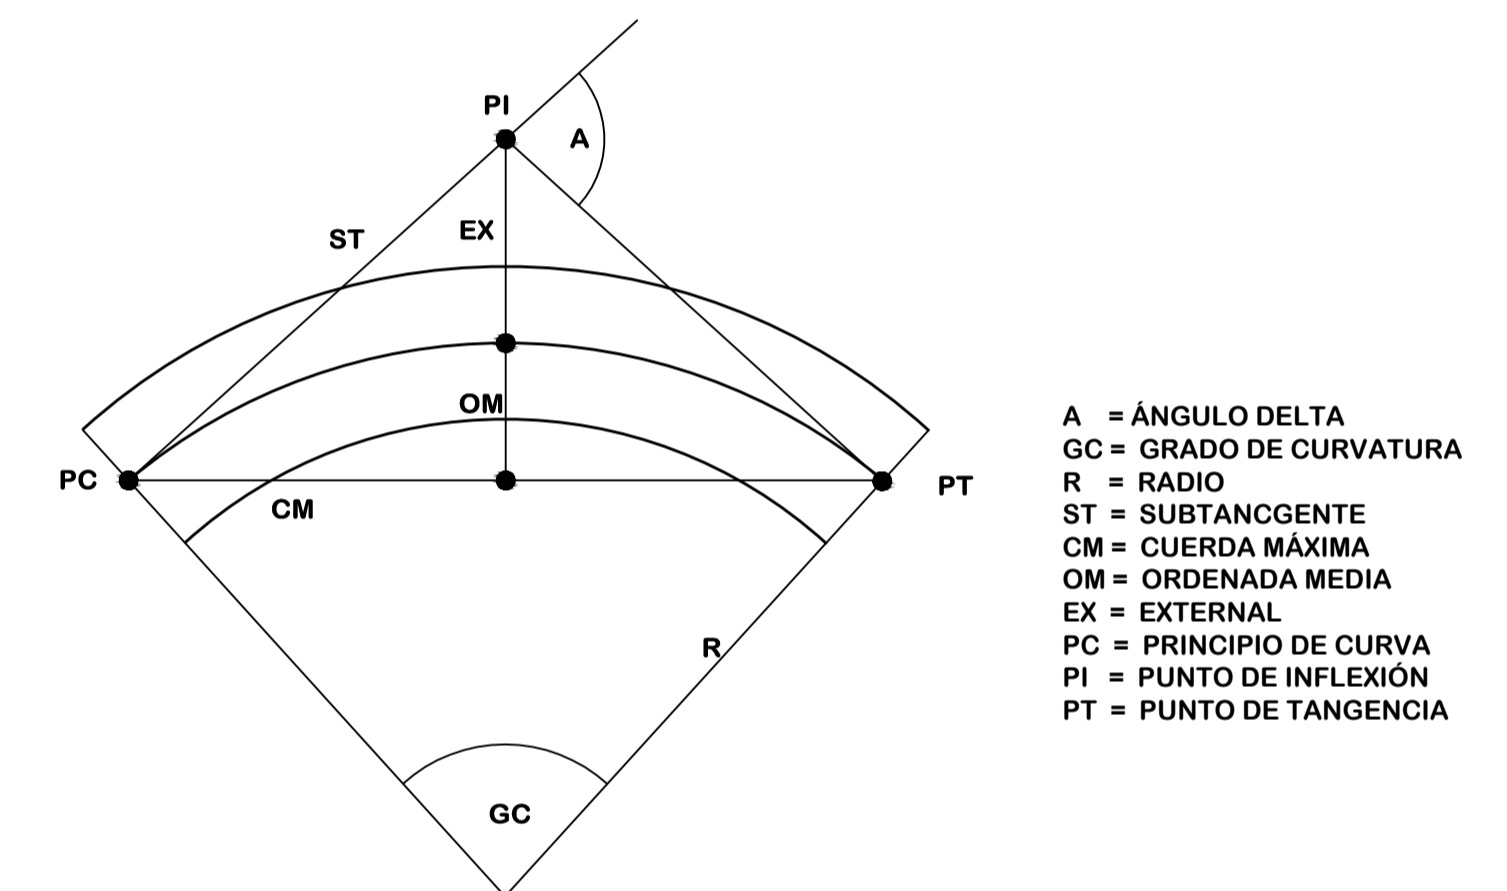 PI
A
ST
EX
OM
PC
CM
PT
R
GC
A = ÁNGULO DELTA
GC = GRADO DE CURVATURA
R = RADIO
ST = SUBTANCGENTE
CM = CUERDA MÁXIMA
OM = ORDENADA MEDIA
EX = EXTERNAL
PC = PRINCIPIO DE CURVA
PI = PUNTO DE INFLEXIÓN
PT = PUNTO DE TANGENCIA